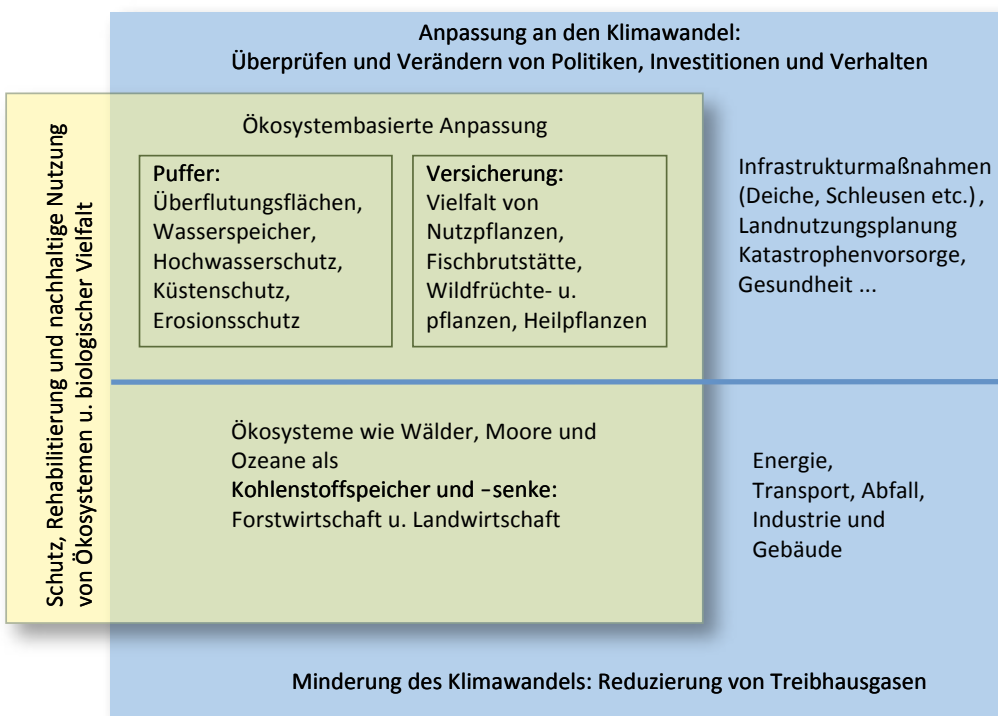 Anpassung an den Klimawandel:
Überprüfen und Verändern von Politiken, Investitionen und Verhalten
Schutz, Rehabilitierung und nachhaltige Nutzung
von Ökosystemen u. biologischer Vielfalt
Ökosystembasierte Anpassung
Puffer:
Überflutungsflächen,
Wasserspeicher,
Hochwasserschutz,
Küstenschutz,
Erosionsschutz
Versicherung:
Vielfalt von
Nutzpflanzen,
Fischbrutstätte,
Wildfrüchte- u.
pflanzen, Heilpflanzen
Infrastrukturmaßnahmen
(Deiche, Schleusen etc.) ,
Landnutzungsplanung
Katastrophenvorsorge,
Gesundheit ...
Ökosysteme wie Wälder, Moore und
Ozeane als
Kohlenstoffspeicher und –senke:
Forstwirtschaft u. Landwirtschaft
Energie,
Transport, Abfall,
Industrie und
Gebäude
Minderung des Klimawandels: Reduzierung von Treibhausgasen